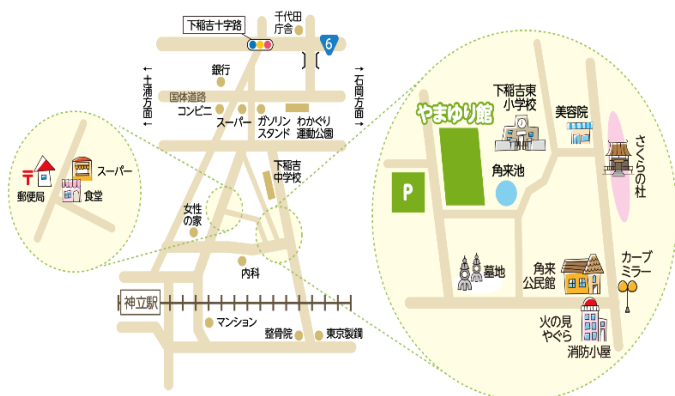 下稲吉十字路
千代田
庁舎
6
↑土浦方面
↑石岡方面
銀行
国体道路
コンビニ
スーパー
ガソリン
スタンド
わかぐり
運動公園
下稲吉
中学校
女性
の家
内科
神立駅
マンション
整骨院
東京製鋼
〒
郵便局
スーパー
食堂
やまゆり館
下稲吉東
小学校
美容院
さくらの杜
P
角来池
墓地
角来
公民館
カーブ
ミラー
火の見
やぐら
消防小屋